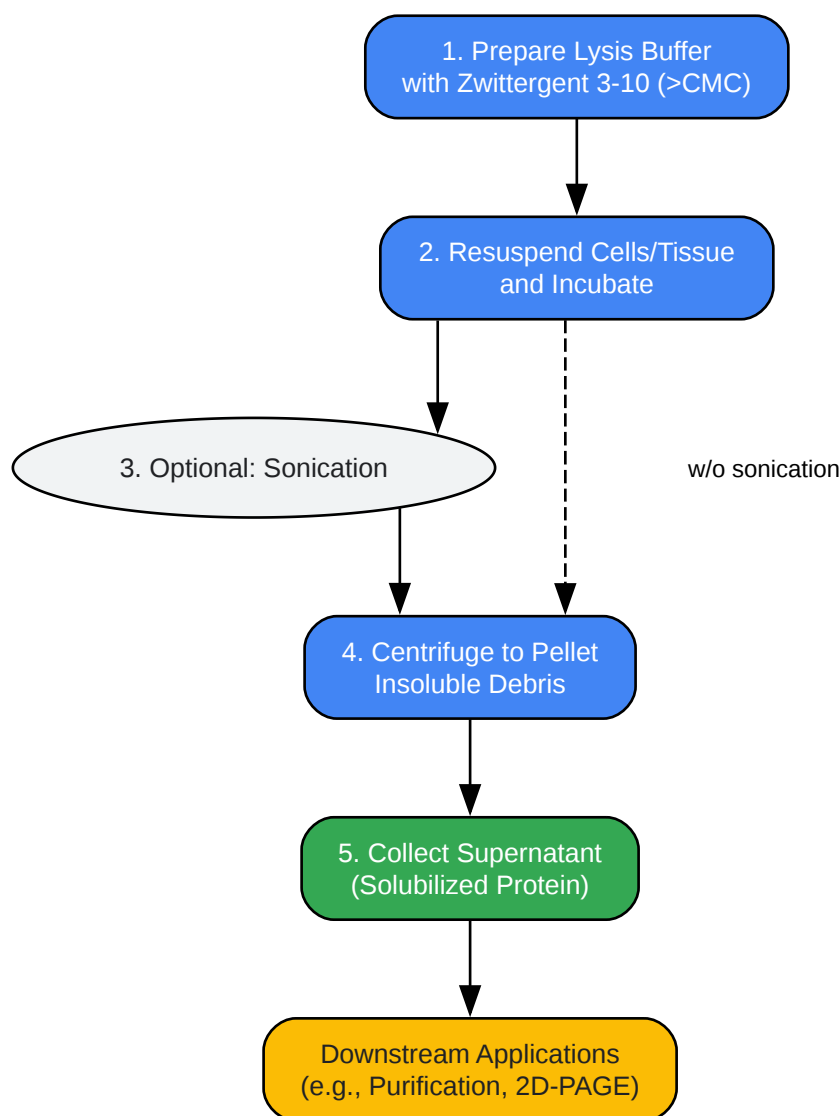 1. Prepare Lysis Buffer
with Zwittergent 3-10 (>CMC)
2. Resuspend Cells/Tissue
and Incubate
3. Optional: Sonication
w/o sonication
4. Centrifuge to Pellet
Insoluble Debris
5. Collect Supernatant
(Solubilized Protein)
Downstream Applications
(e.g., Purification, 2D-PAGE)